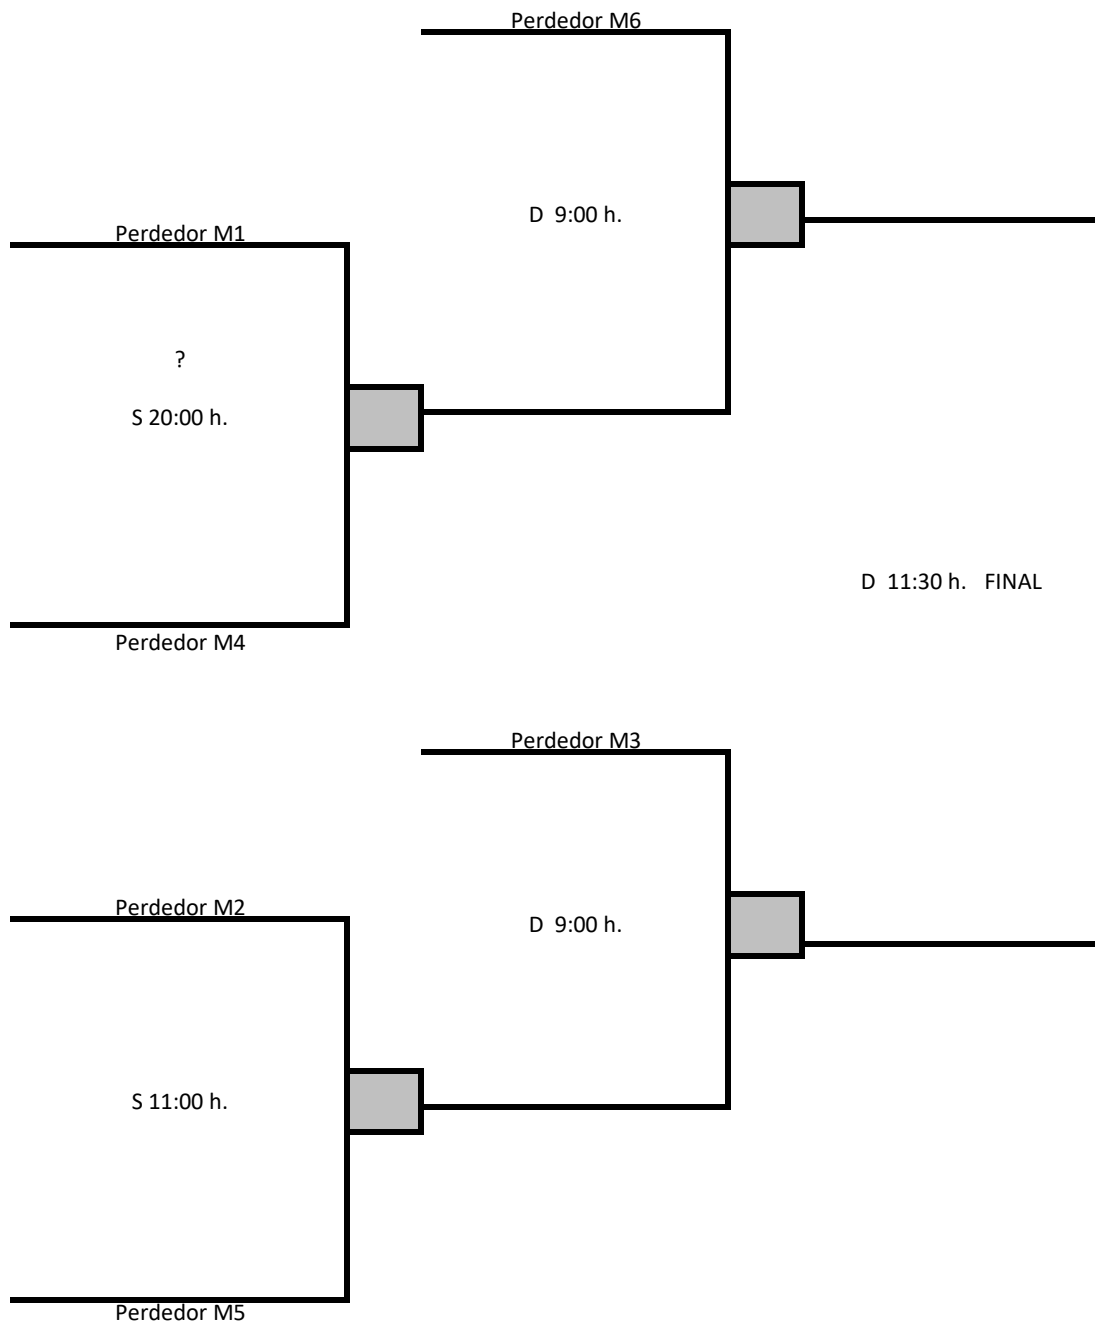 Perdedor M6
D  9:00 h.
Perdedor M1
?
S 20:00 h.
D  11:30 h.   FINAL
Perdedor M4
Perdedor M3
Perdedor M2
D  9:00 h.
S 11:00 h.
Perdedor M5